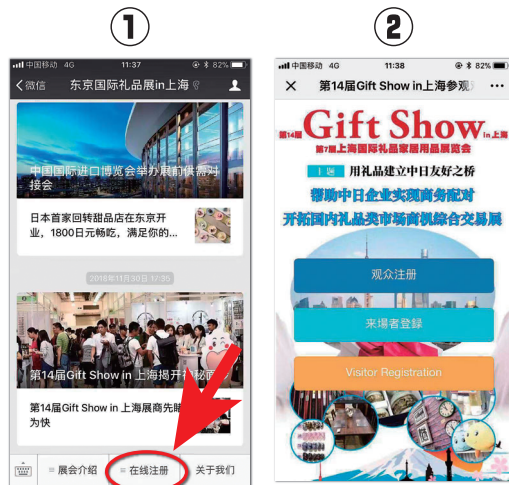 ①
中国移动 4G 11:37 82%
微信 东京国际礼品展in上海
中国国际进口博览会举办展前供需对
接会
日本首家回转甜品店在东京开
业，1800日元畅吃，满足你的...
2018年11月30日 17:35
第14届Gift Show in 上海揭开神秘面
第14届Gift Show in 上海展商先睹
为快
展会介绍
在线注册
关于我们
②
中国移动 4G 11:38 82%
第14届Gift Show in上海参观
第14届 Gift Show in 上海
第7届上海国际礼品家居用品展览会
主题 用礼品建立中日友好之桥
帮助中日企业实现商务配对
开拓国内礼品类市场商机综合交易展
观众注册
来場者登録
Visitor Registration